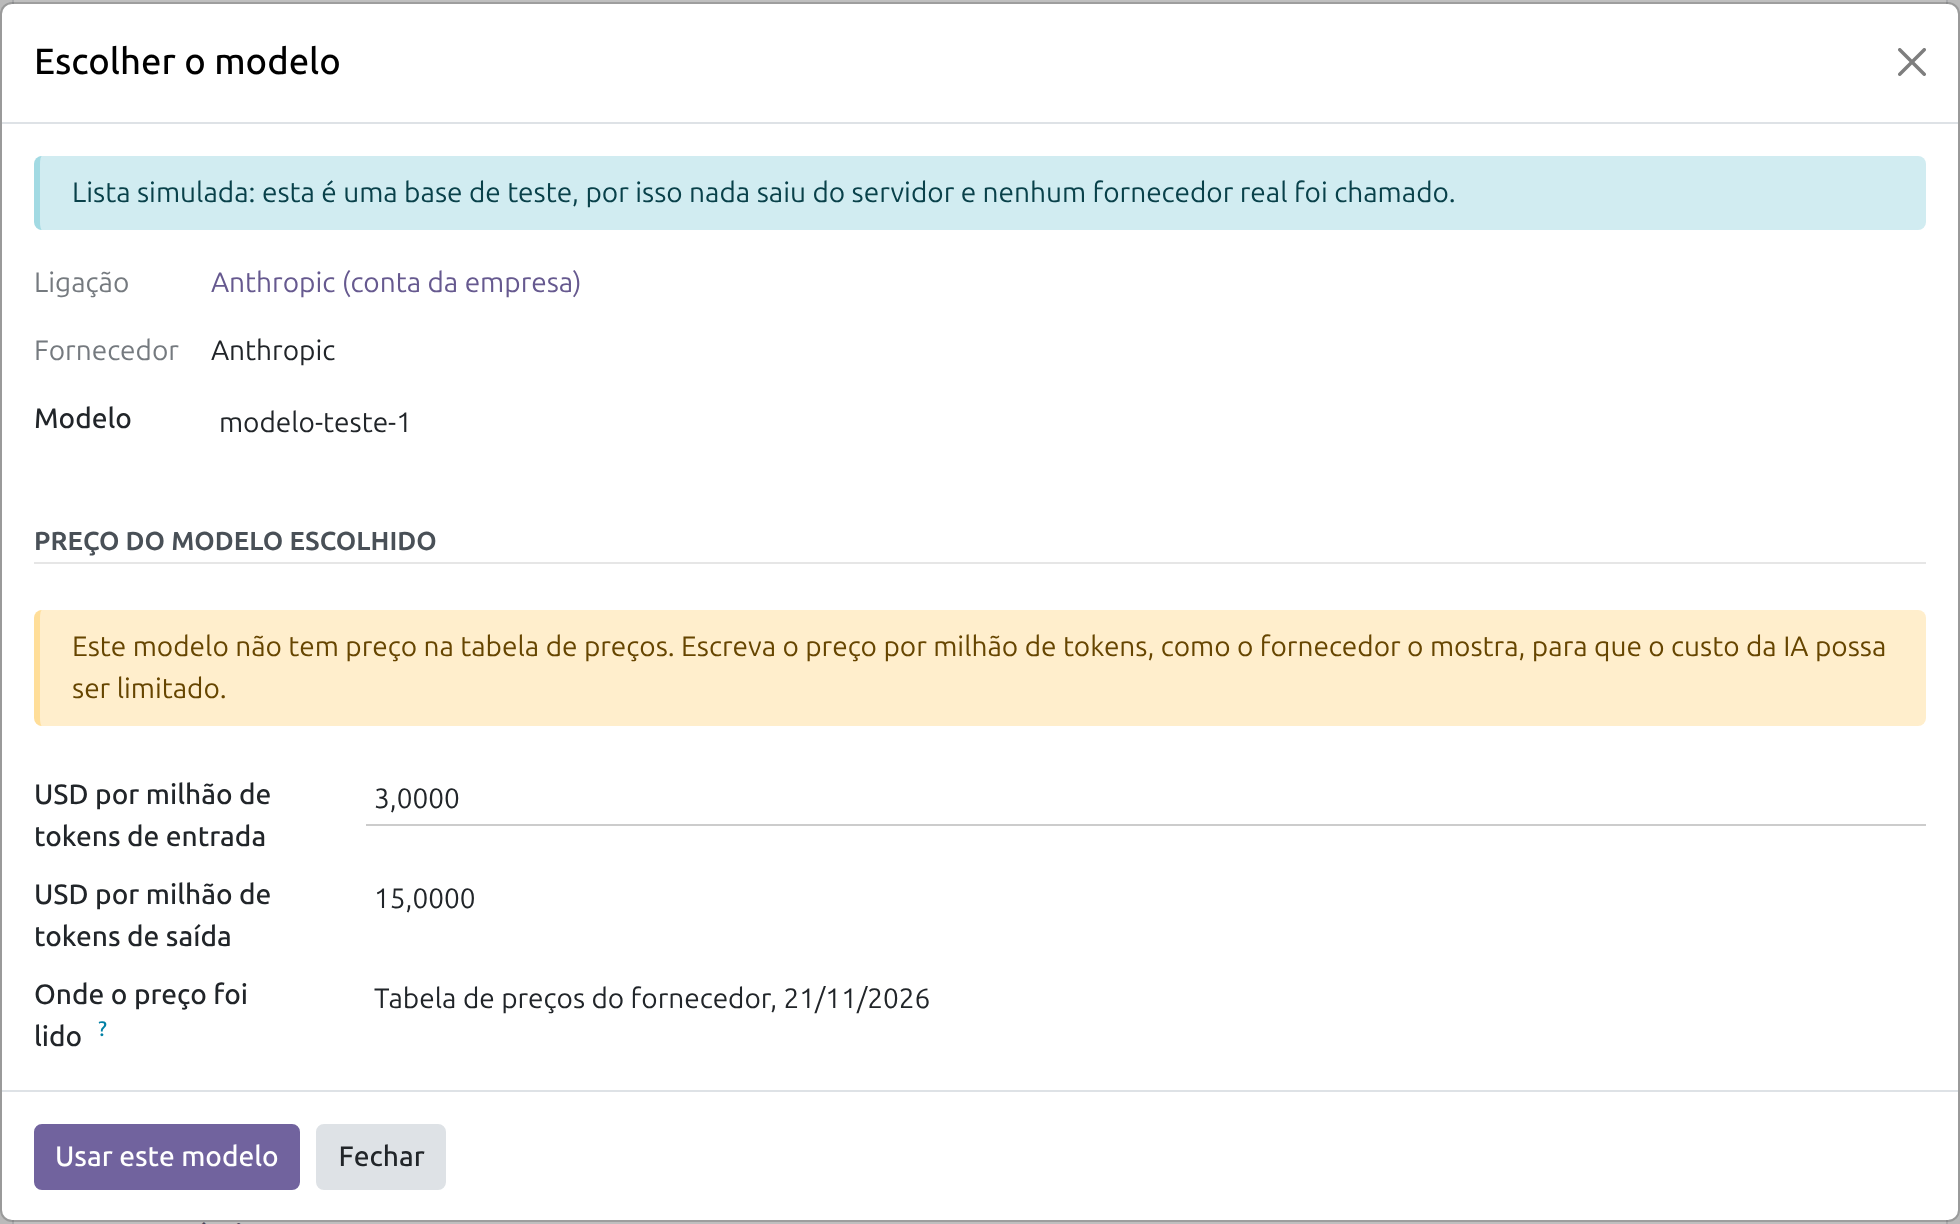 Escolher o modelo
Lista simulada: esta é uma base de teste, por isso nada saiu do servidor e nenhum fornecedor real foi chamado.
Ligação Anthropic (conta da empresa)
Fornecedor Anthropic
Modelo modelo-teste-1
PREÇO DO MODELO ESCOLHIDO
Este modelo não tem preço na tabela de preços. Escreva o preço por milhão de tokens, como o fornecedor o mostra, para que o custo da IA possa
ser limitado.
USD por milhão de
tokens de entrada
3,0000
USD por milhão de
tokens de saída
15,0000
Onde o preço foi
lido ?
Tabela de preços do fornecedor, 21/11/2026
Usar este modelo Fechar